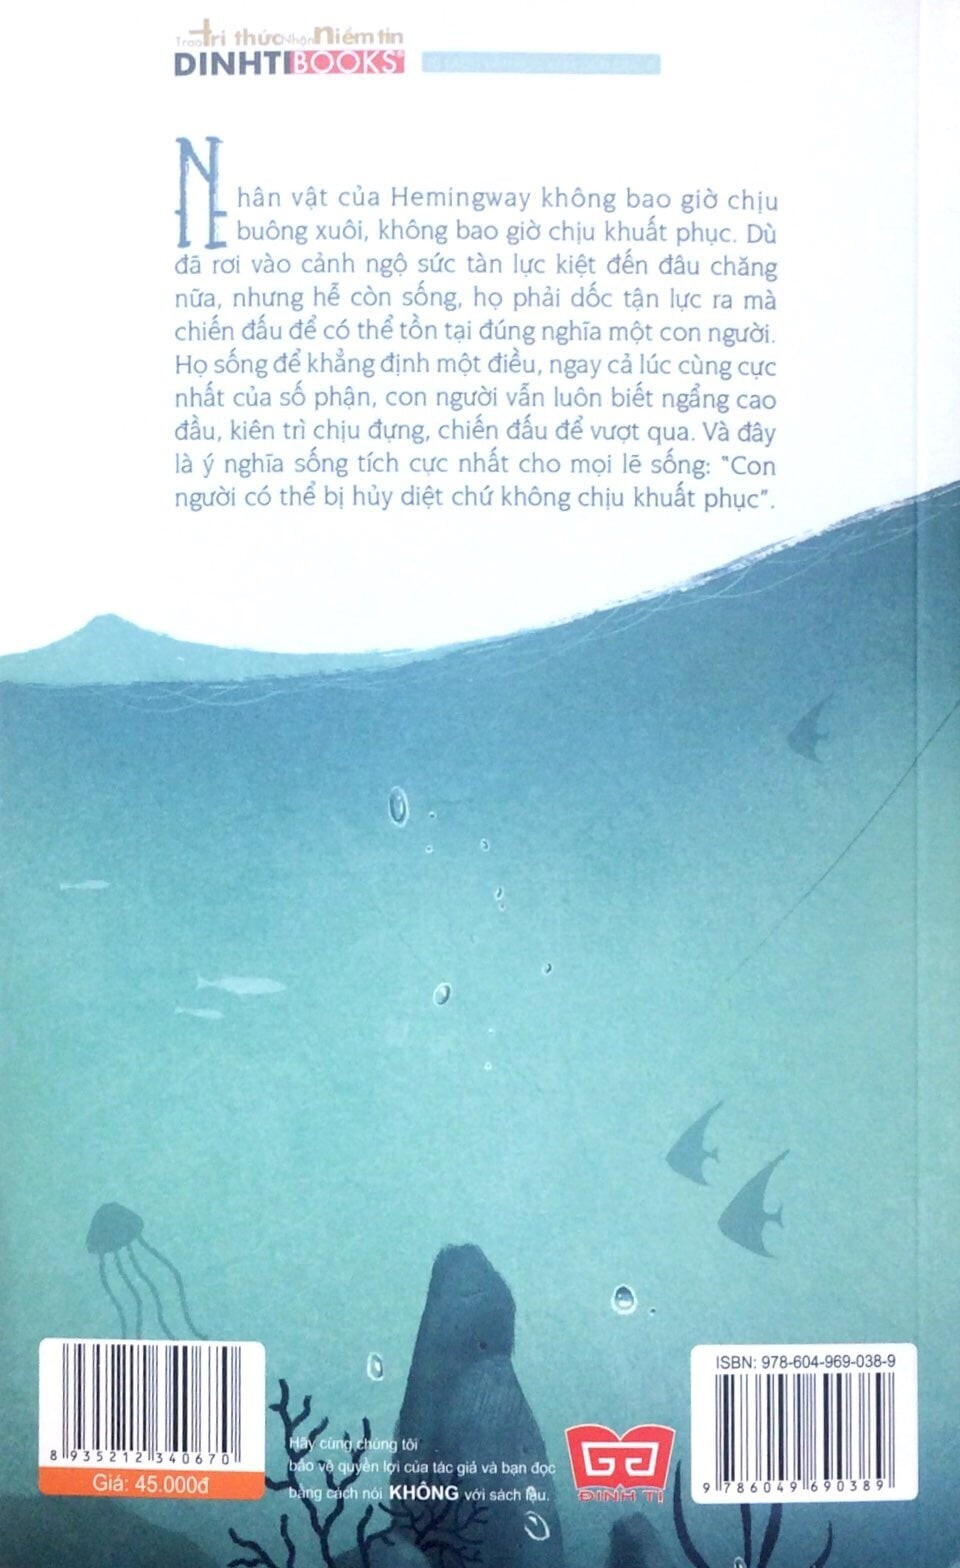 Trao tri thức Nhận niềm tin
DINHTIBOOKS®
Nhân vật của Hemingway không bao giờ chịu
buông xuôi, không bao giờ chịu khuất phục. Dù
đã rơi vào cảnh ngộ sức tàn lực kiệt đến đâu chăng
nữa, nhưng hễ còn sống, họ phải dốc tận lực ra mà
chiến đấu để có thể tồn tại đúng nghĩa một con người.
Họ sống để khẳng định một điều, ngay cả lúc cùng cực
nhất của số phận, con người vẫn luôn biết ngẩng cao
đầu, kiên trì chịu đựng, chiến đấu để vượt qua. Và đây
là ý nghĩa sống tích cực nhất cho mọi lẽ sống: “Con
người có thể bị hủy diệt chứ không chịu khuất phục”.
8 935212 340670
Giá: 45.000đ
Hãy cùng chúng tôi
bảo vệ quyền lợi của tác giả và bạn đọc
bằng cách nói KHÔNG với sách lậu.
ĐINH TỊ
ISBN: 978-604-969-038-9
9 786049 690389